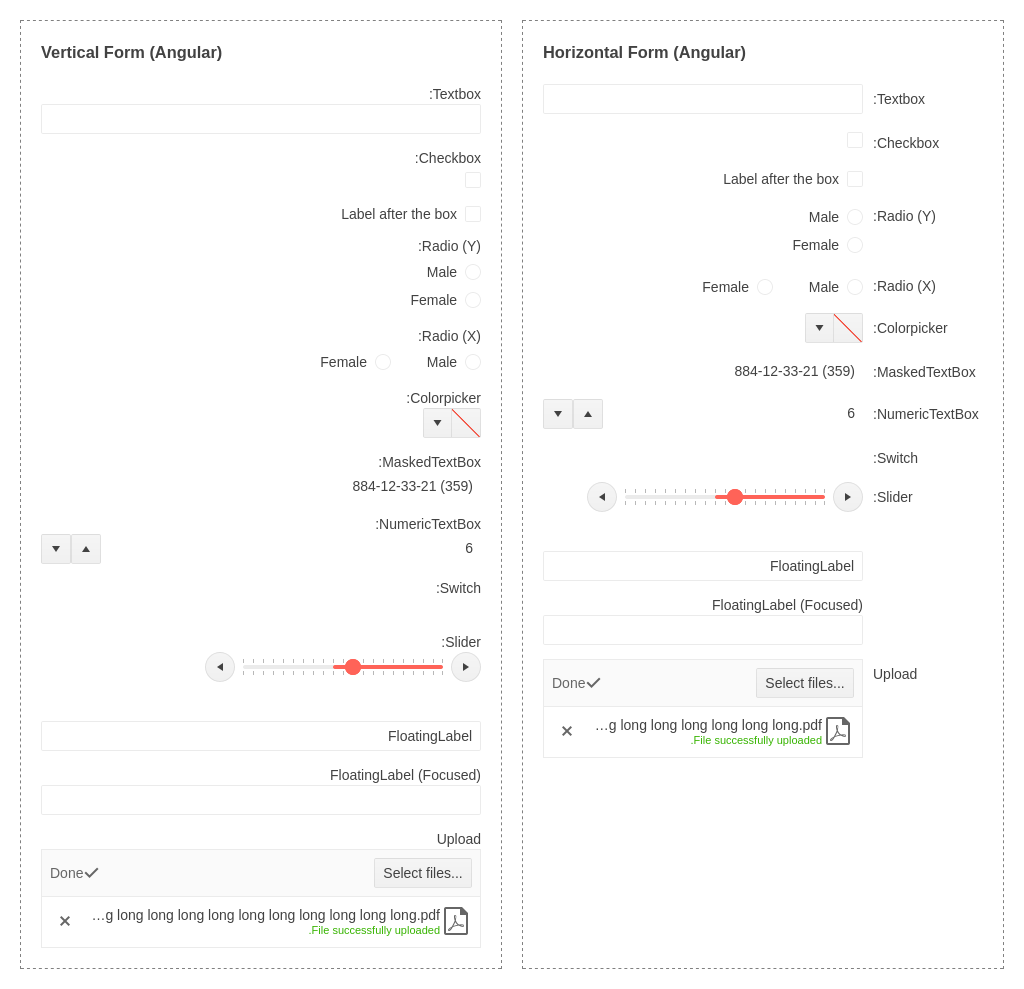 Vertical Form (Angular)
:Textbox
:Checkbox
Label after the box
:Radio (Y)
Male
Female
:Radio (X)
Female Male
:Colorpicker
:MaskedTextBox
884-12-33-21 (359)
:NumericTextBox
6
:Switch
:Slider
FloatingLabel
FloatingLabel (Focused)
Upload
Done Select files...
...g long long long long long long long long long long.pdf
.File successfully uploaded
Horizontal Form (Angular)
:Textbox
:Checkbox
Label after the box
Male :Radio (Y)
Female
Female Male :Radio (X)
:Colorpicker
884-12-33-21 (359) :MaskedTextBox
6 :NumericTextBox
:Switch
:Slider
FloatingLabel
FloatingLabel (Focused)
Upload
Done Select files...
...g long long long long long long.pdf
.File successfully uploaded